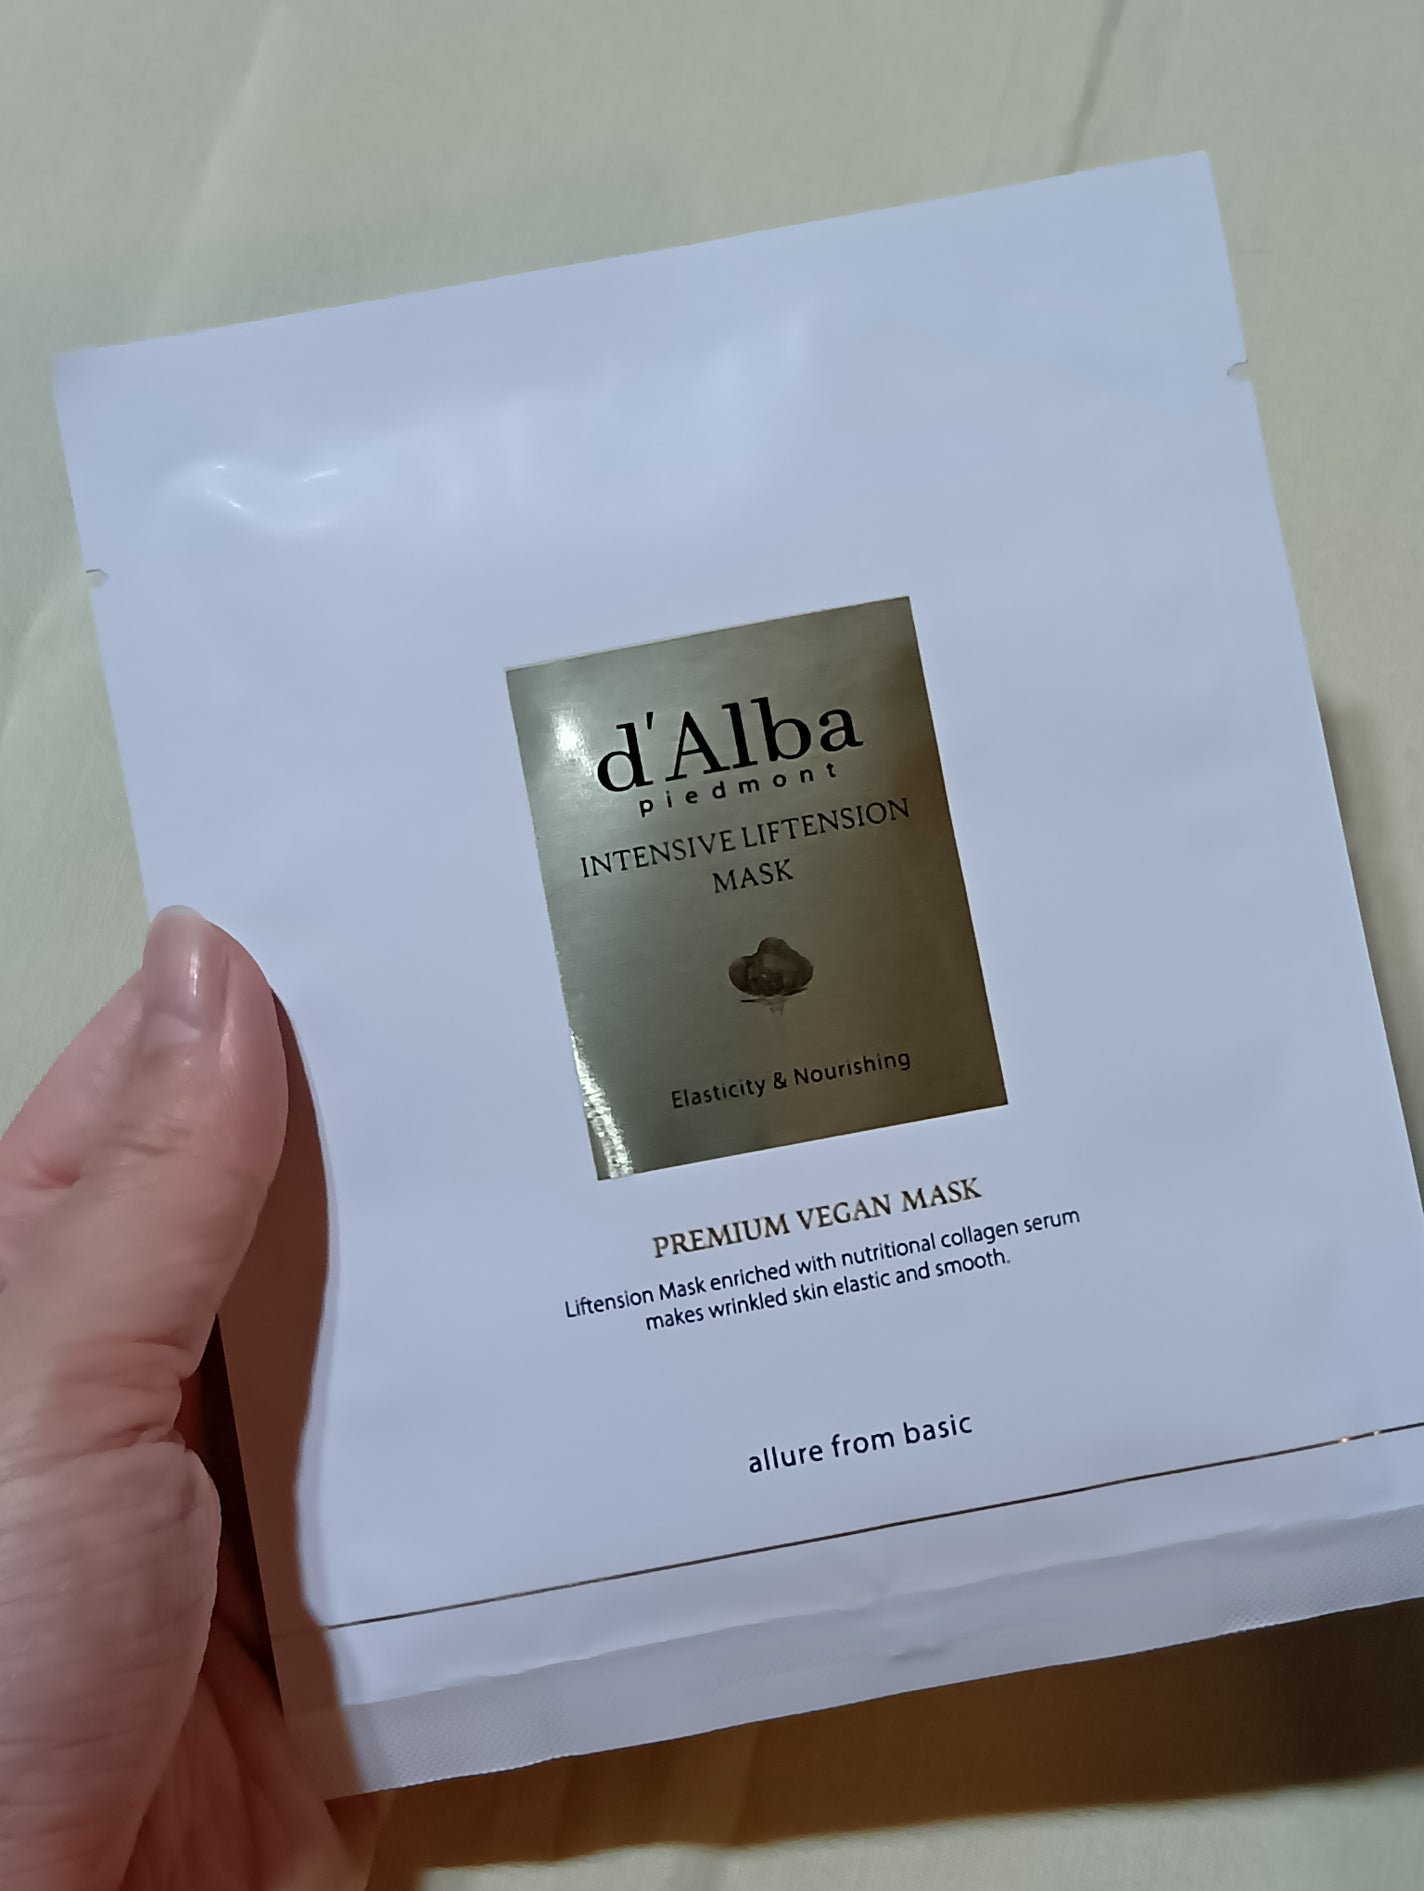 d'Alba
piedmont
INTENSIVE LIFTENSION
MASK
Elasticity & Nourishing
PREMIUM VEGAN MASK
Liftension Mask enriched with nutritional collagen serum
makes wrinkled skin elastic and smooth.
allure from basic